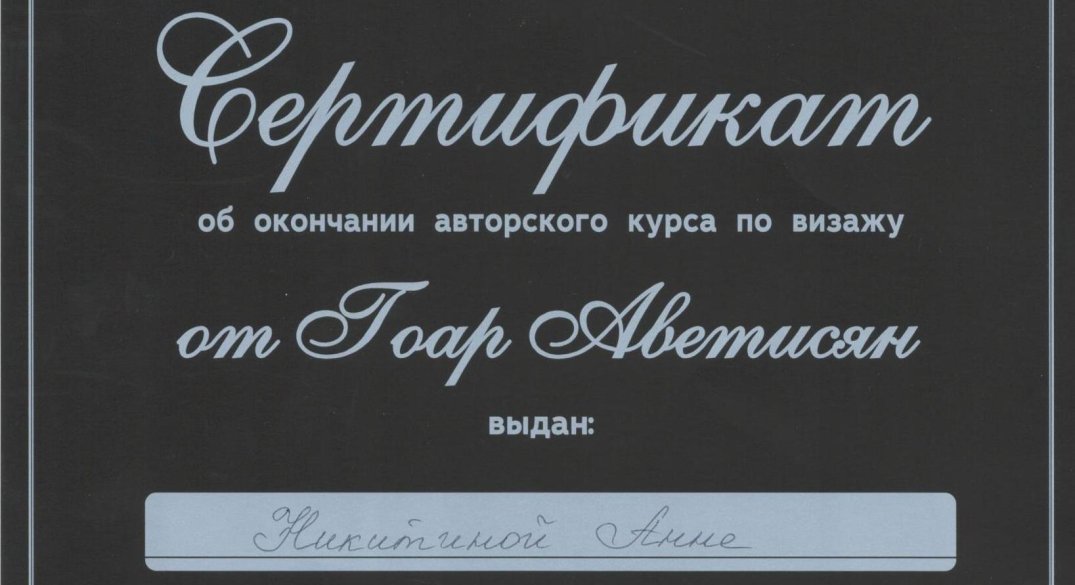 Сертификат
об окончании авторского курса по визажу
от Гоар Аветисян
выдан:
Никитиной Анне